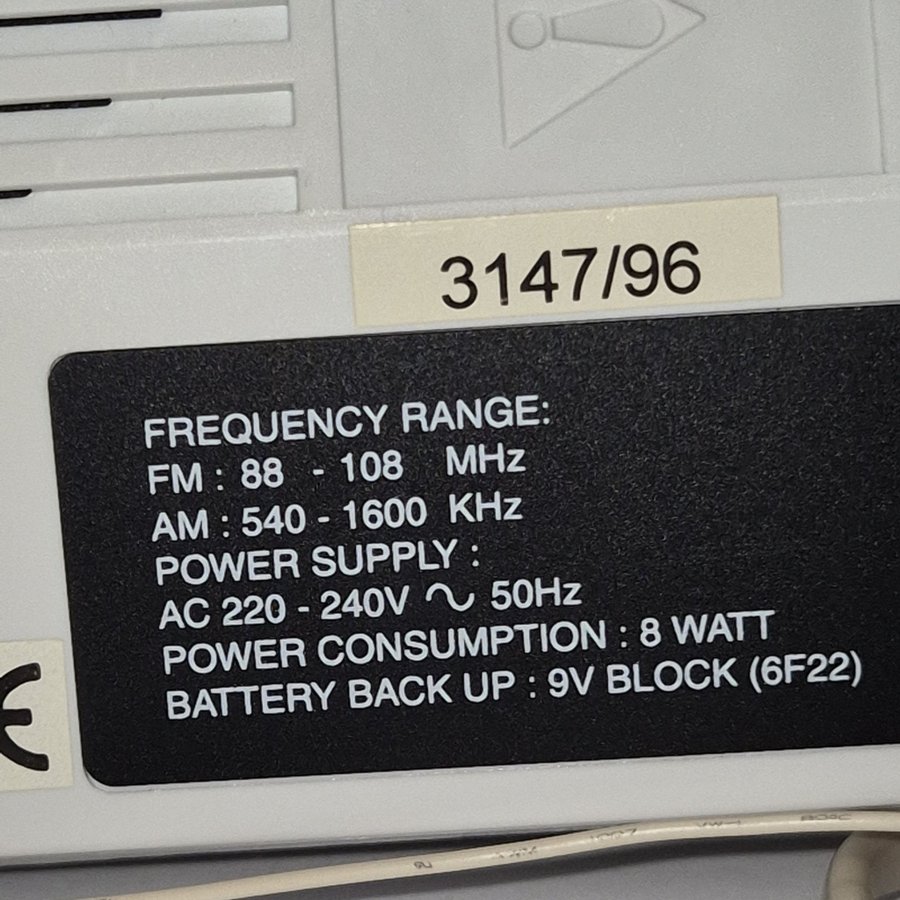 3147/96
FREQUENCY RANGE:
FM : 88 - 108 MHz
AM : 540 - 1600 KHz
POWER SUPPLY :
AC 220 - 240V ∿ 50Hz
POWER CONSUMPTION : 8 WATT
BATTERY BACK UP : 9V BLOCK (6F22)
CE